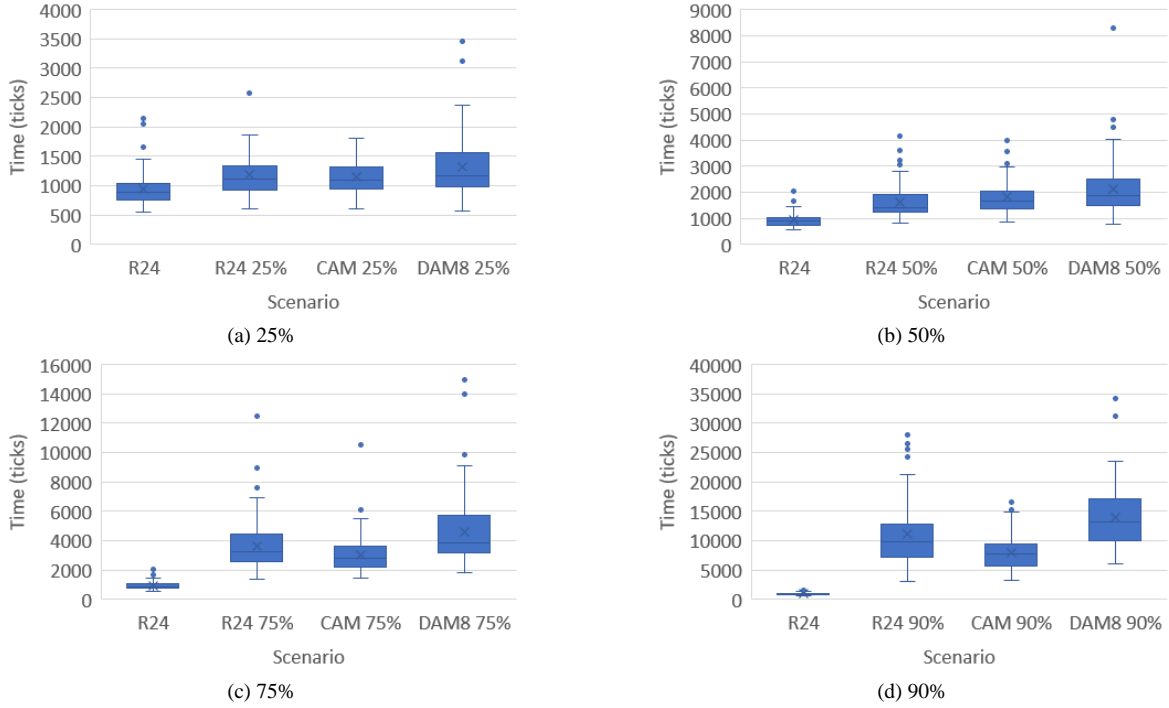 4000
3500
3000
2500
2000
1500
1000
500
0
Time (ticks)
R24 R24 25% CAM 25% DAM8 25%
Scenario
(a) 25%
9000
8000
7000
6000
5000
4000
3000
2000
1000
0
Time (ticks)
R24 R24 50% CAM 50% DAM8 50%
Scenario
(b) 50%
16000
14000
12000
10000
8000
6000
4000
2000
0
Time (ticks)
R24 R24 75% CAM 75% DAM8 75%
Scenario
(c) 75%
40000
35000
30000
25000
20000
15000
10000
5000
0
Time (ticks)
R24 R24 90% CAM 90% DAM8 90%
Scenario
(d) 90%